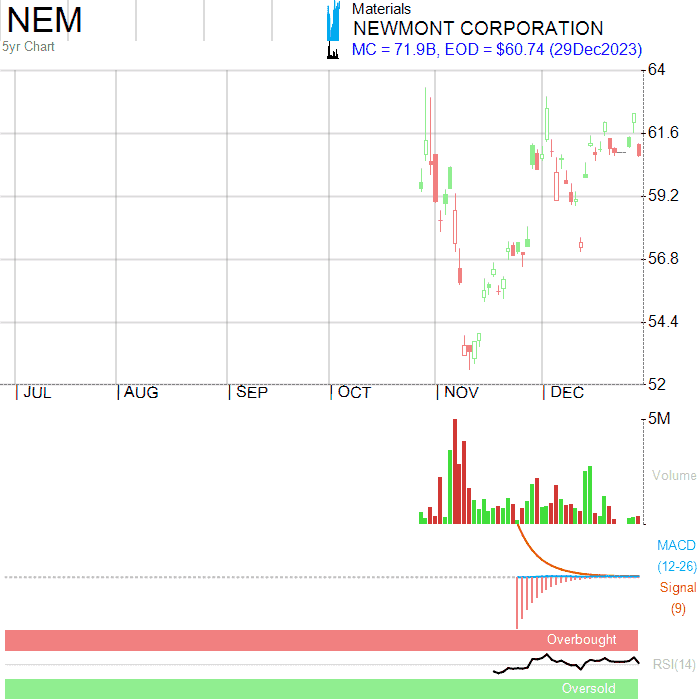 NEM
5yr Chart
Materials
NEWMONT CORPORATION
MC = 71.9B, EOD = $60.74 (29Dec2023)
64
61.6
59.2
56.8
54.4
52
JUL AUG SEP OCT NOV DEC
5M
Volume
MACD
(12-26)
Signal
(9)
Overbought
RSI(14)
Oversold